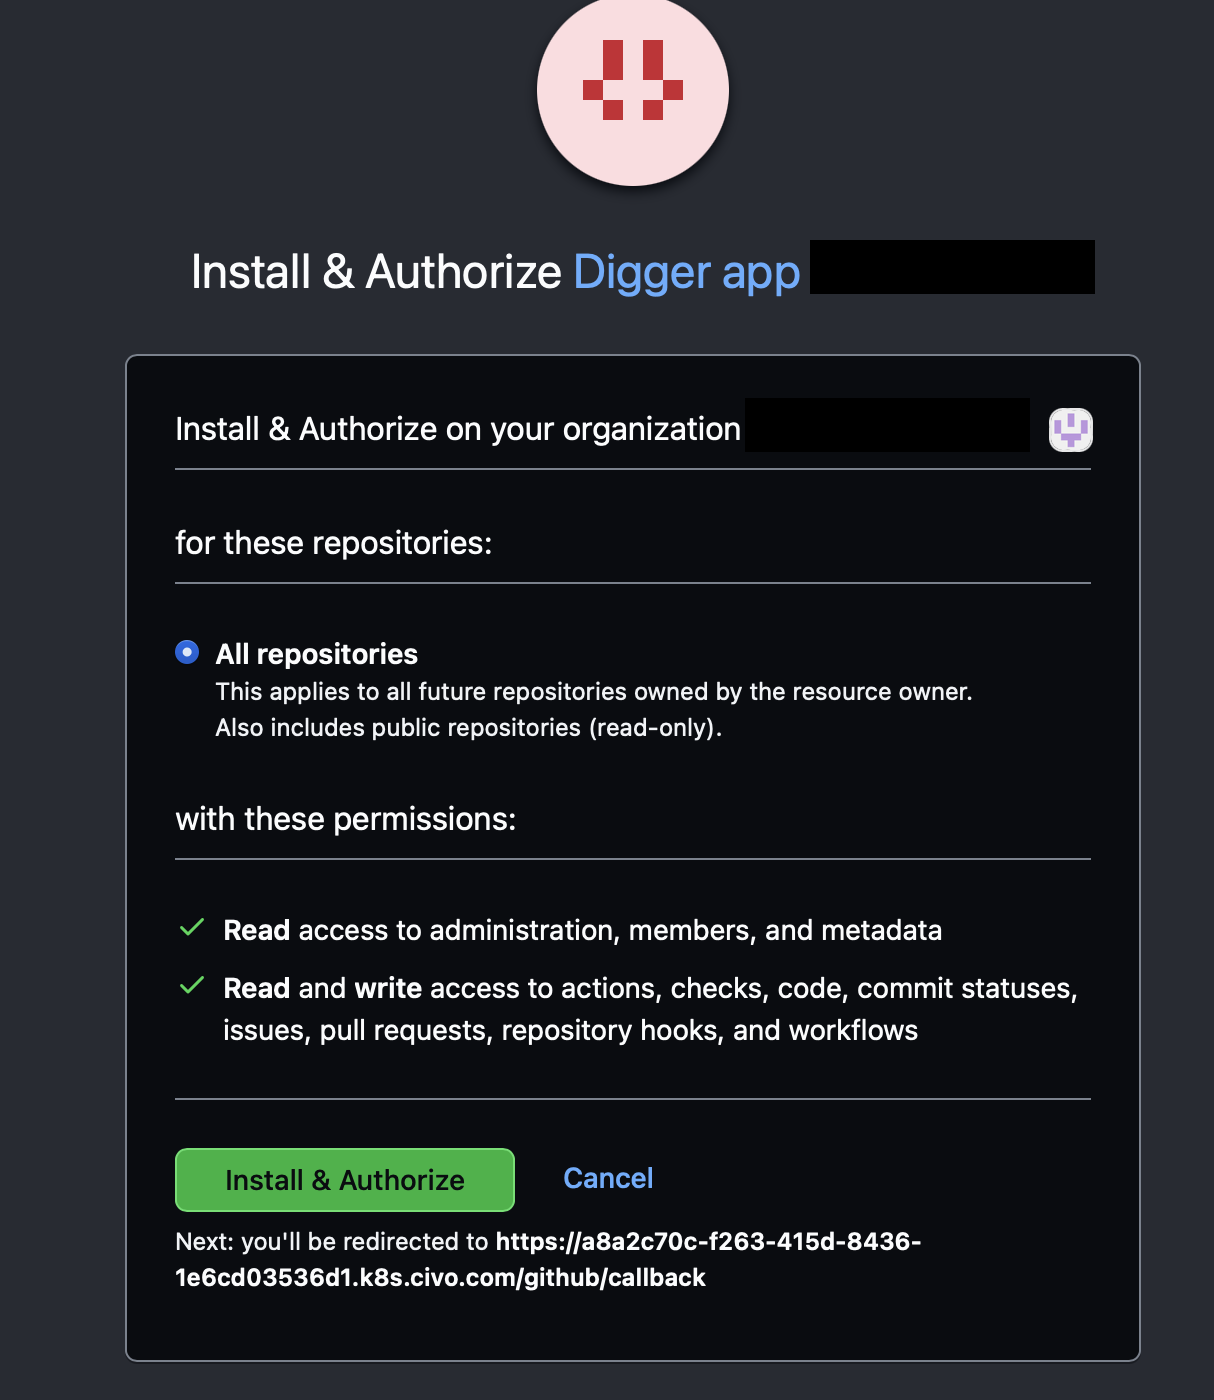 Install & Authorize Digger app
Install & Authorize on your organization
for these repositories:
All repositories
This applies to all future repositories owned by the resource owner.
Also includes public repositories (read-only).
with these permissions:
Read access to administration, members, and metadata
Read and write access to actions, checks, code, commit statuses,
issues, pull requests, repository hooks, and workflows
Install & Authorize
Cancel
Next: you'll be redirected to https://a8a2c70c-f263-415d-8436-
1e6cd03536d1.k8s.civo.com/github/callback